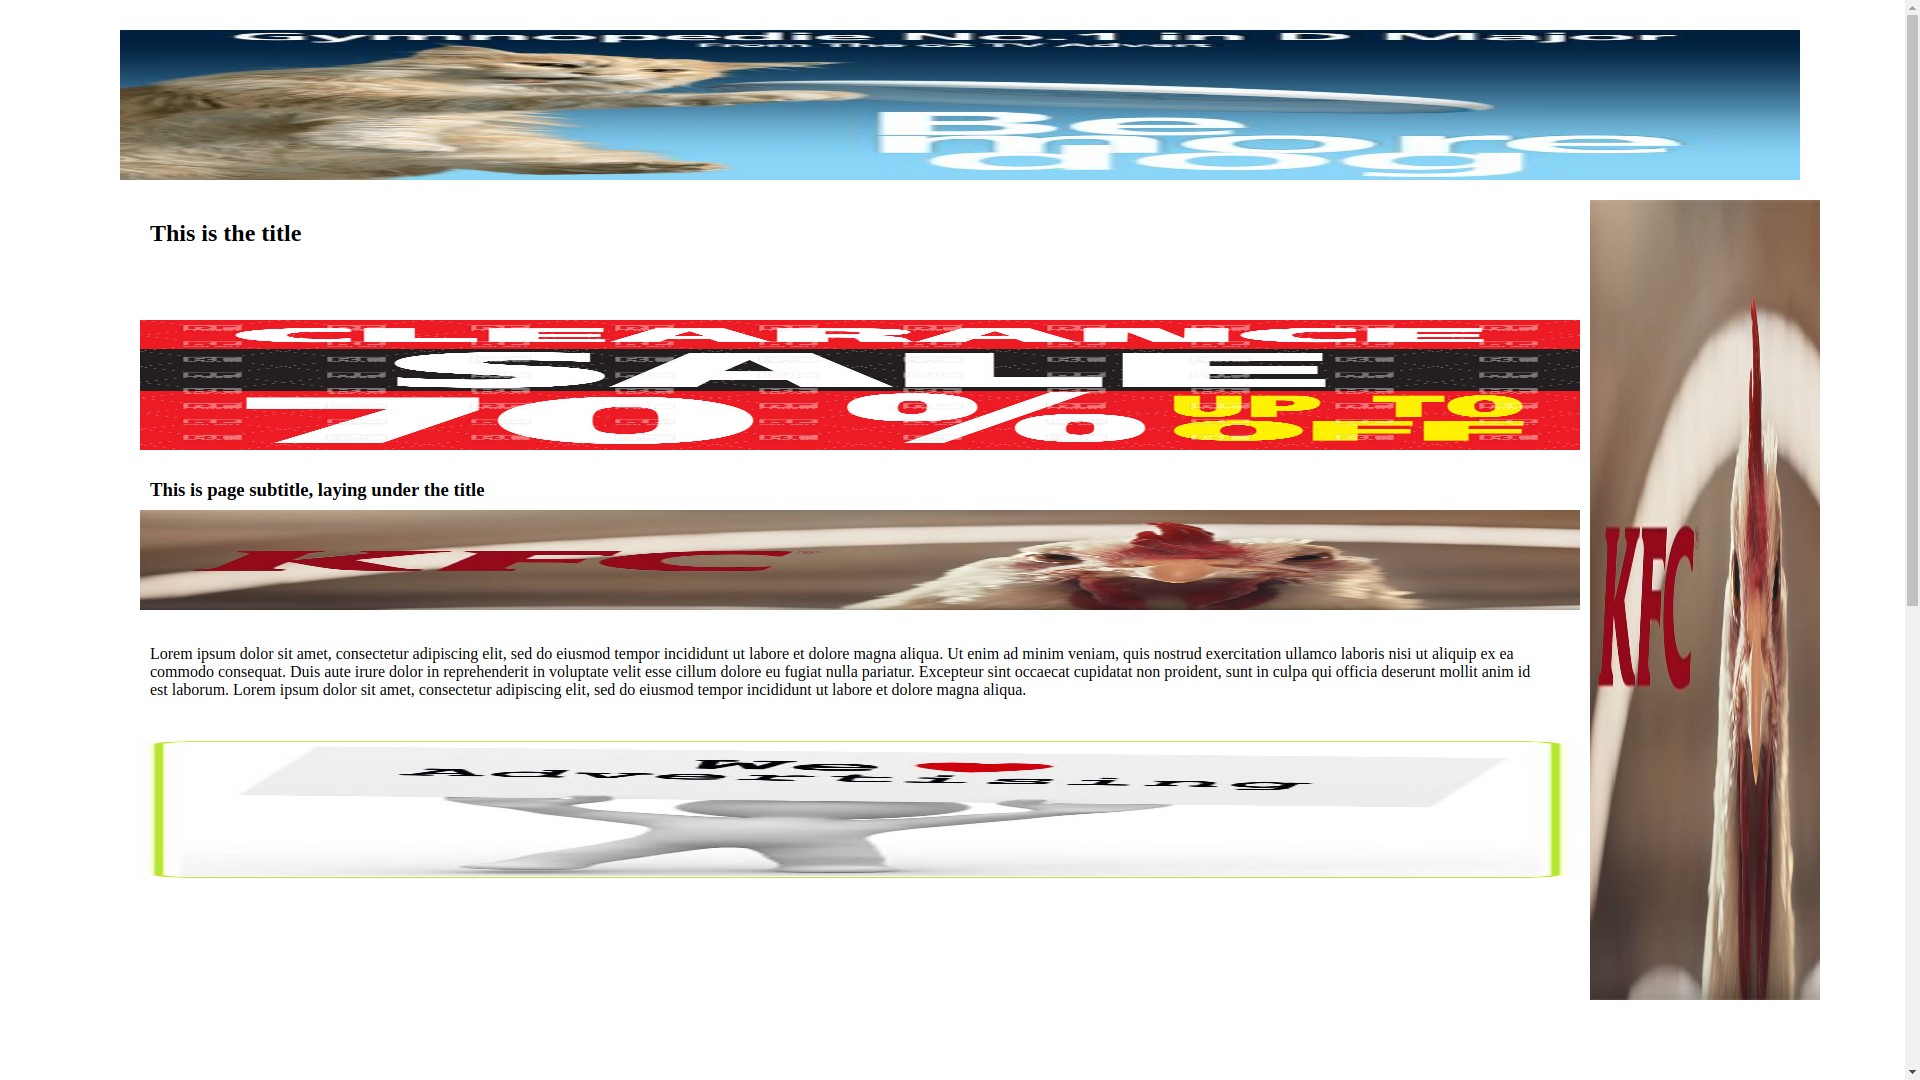 Gymnopedie No.1 in D Major
From The o2 TV Advert
Be
more
dog
This is the title
CLEARANCE
SALE
70% UP TO
OFF
This is page subtitle, laying under the title
KFC
Lorem ipsum dolor sit amet, consectetur adipiscing elit, sed do eiusmod tempor incididunt ut labore et dolore magna aliqua. Ut enim ad minim veniam, quis nostrud exercitation ullamco laboris nisi ut aliquip ex ea
commodo consequat. Duis aute irure dolor in reprehenderit in voluptate velit esse cillum dolore eu fugiat nulla pariatur. Excepteur sint occaecat cupidatat non proident, sunt in culpa qui officia deserunt mollit anim id
est laborum. Lorem ipsum dolor sit amet, consectetur adipiscing elit, sed do eiusmod tempor incididunt ut labore et dolore magna aliqua.
We ❤
Advertising
KFC